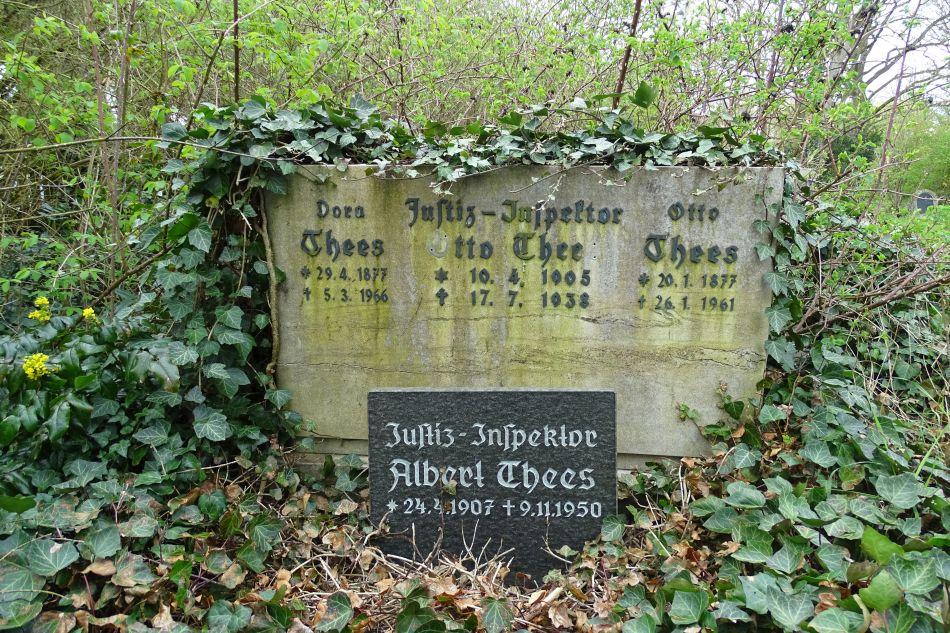 Dora
Thees
* 29.4.1877
† 5.3.1966
Justiz-Inspektor
Otto Thee
* 10.4.1905
† 17.7.1938
Otto
Thees
* 20.1.1877
† 26.1.1961
Justiz-Inspektor
Albert Thees
* 24.4.1907 † 9.11.1950